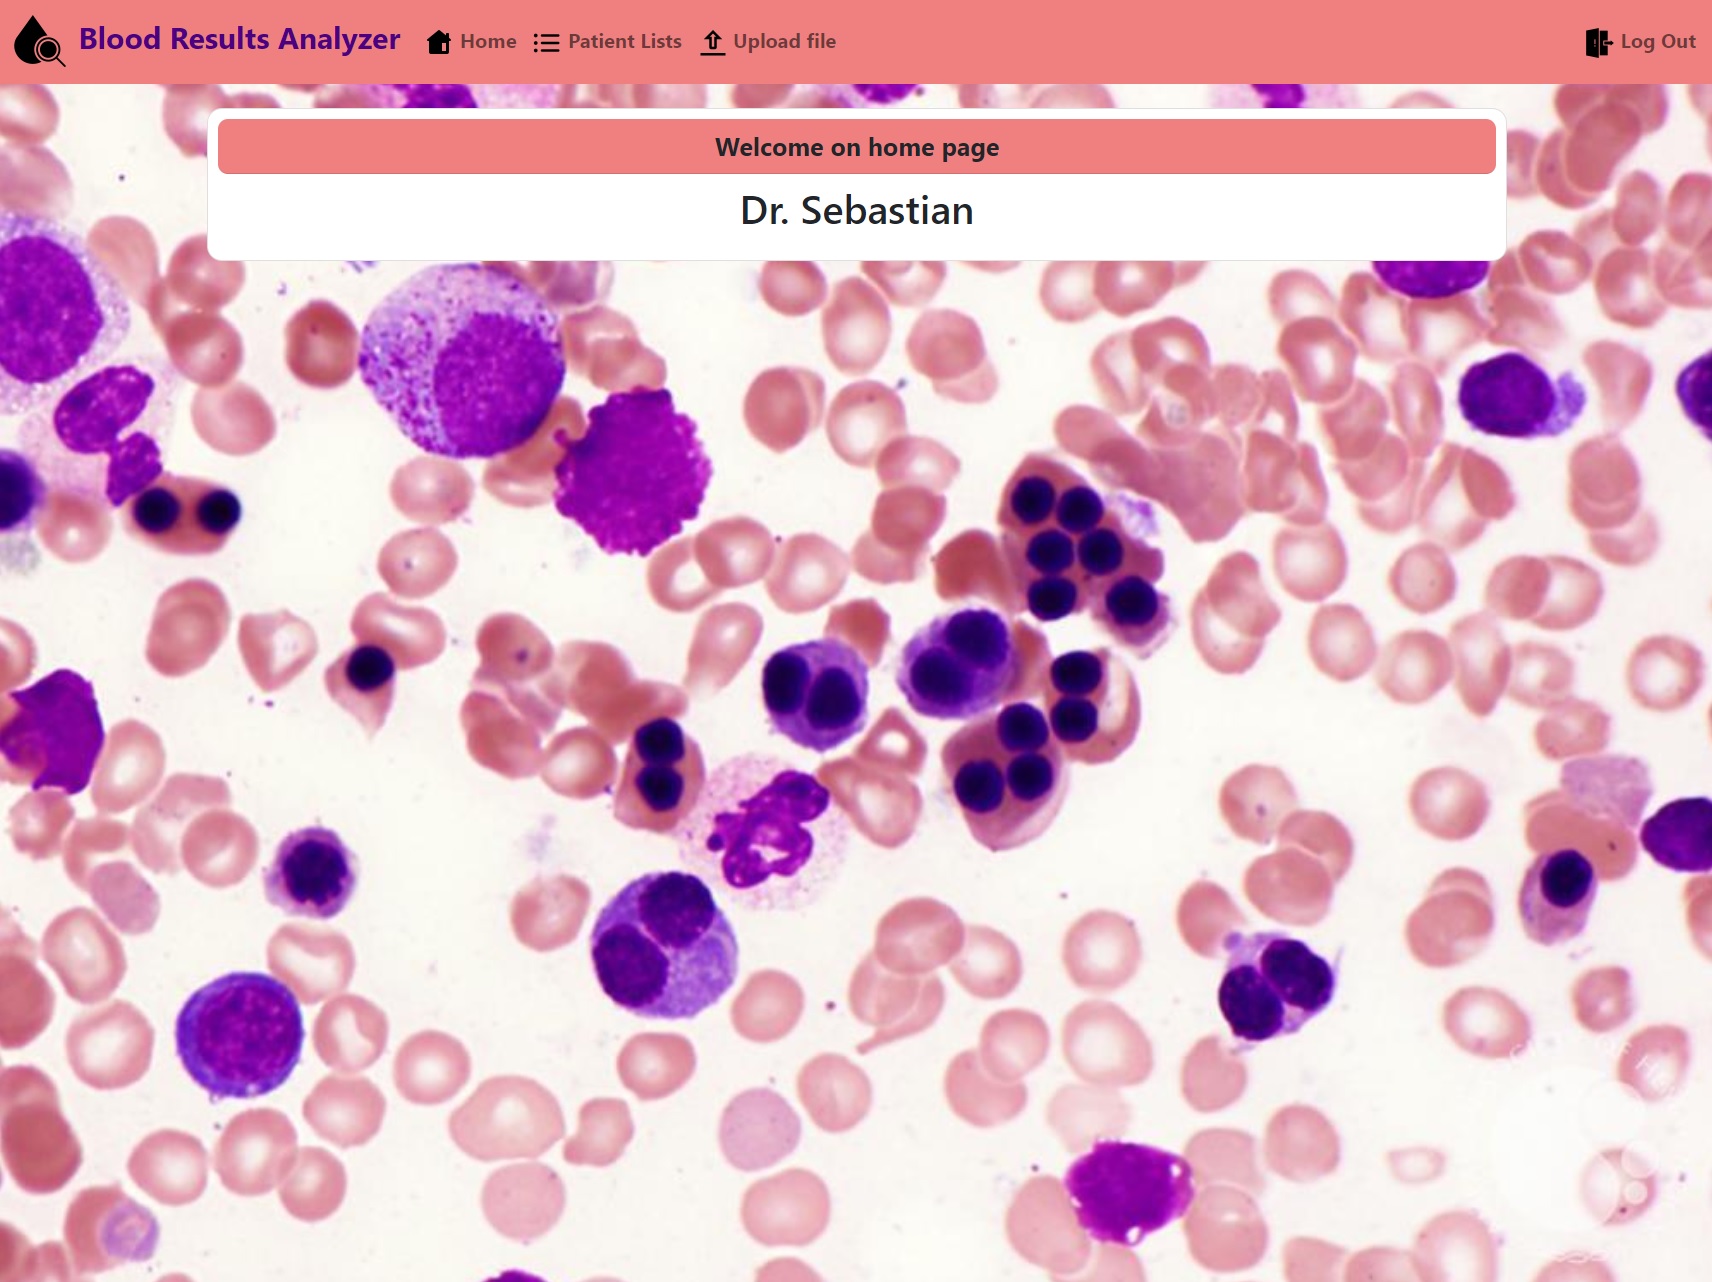 Blood Results Analyzer
Home
Patient Lists
Upload file
Log Out
Welcome on home page
Dr. Sebastian